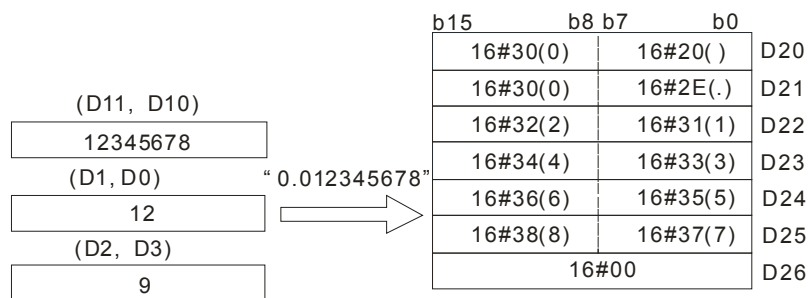 b15 b8 b7 b0
16#30(0) 16#20( ) D20
16#30(0) 16#2E(.) D21
(D11, D10)
12345678
16#32(2) 16#31(1) D22
(D1, D0) “ 0.012345678”
16#34(4) 16#33(3) D23
12
16#36(6) 16#35(5) D24
(D2, D3)
16#38(8) 16#37(7) D25
9
16#00 D26